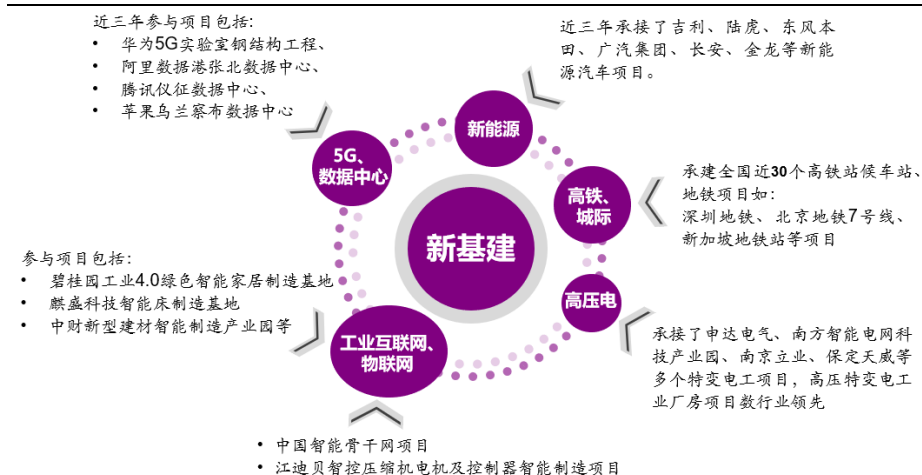 近三年参与项目包括:
• 华为5G实验室钢结构工程、
• 阿里数据港张北数据中心、
• 腾讯仪征数据中心、
• 苹果乌兰察布数据中心
近三年承接了吉利、陆虎、东风本
田、广汽集团、长安、金龙等新能
源汽车项目。
新能源
5G、
数据中心
高铁、
城际
承建全国近30个高铁站候车站、
地铁项目如:
深圳地铁、北京地铁7号线、
新加坡地铁站等项目
新基建
参与项目包括:
• 碧桂园工业4.0绿色智能家居制造基地
• 麒盛科技智能床制造基地
• 中财新型建材智能制造产业园等
高压电
工业互联网、
物联网
承接了申达电气、南方智能电网科
技产业园、南京立业、保定天威等
多个特变电工项目，高压特变电工
业厂房项目数行业领先
• 中国智能骨干网项目
• 江迪贝智控压缩机电机及控制器智能制造项目